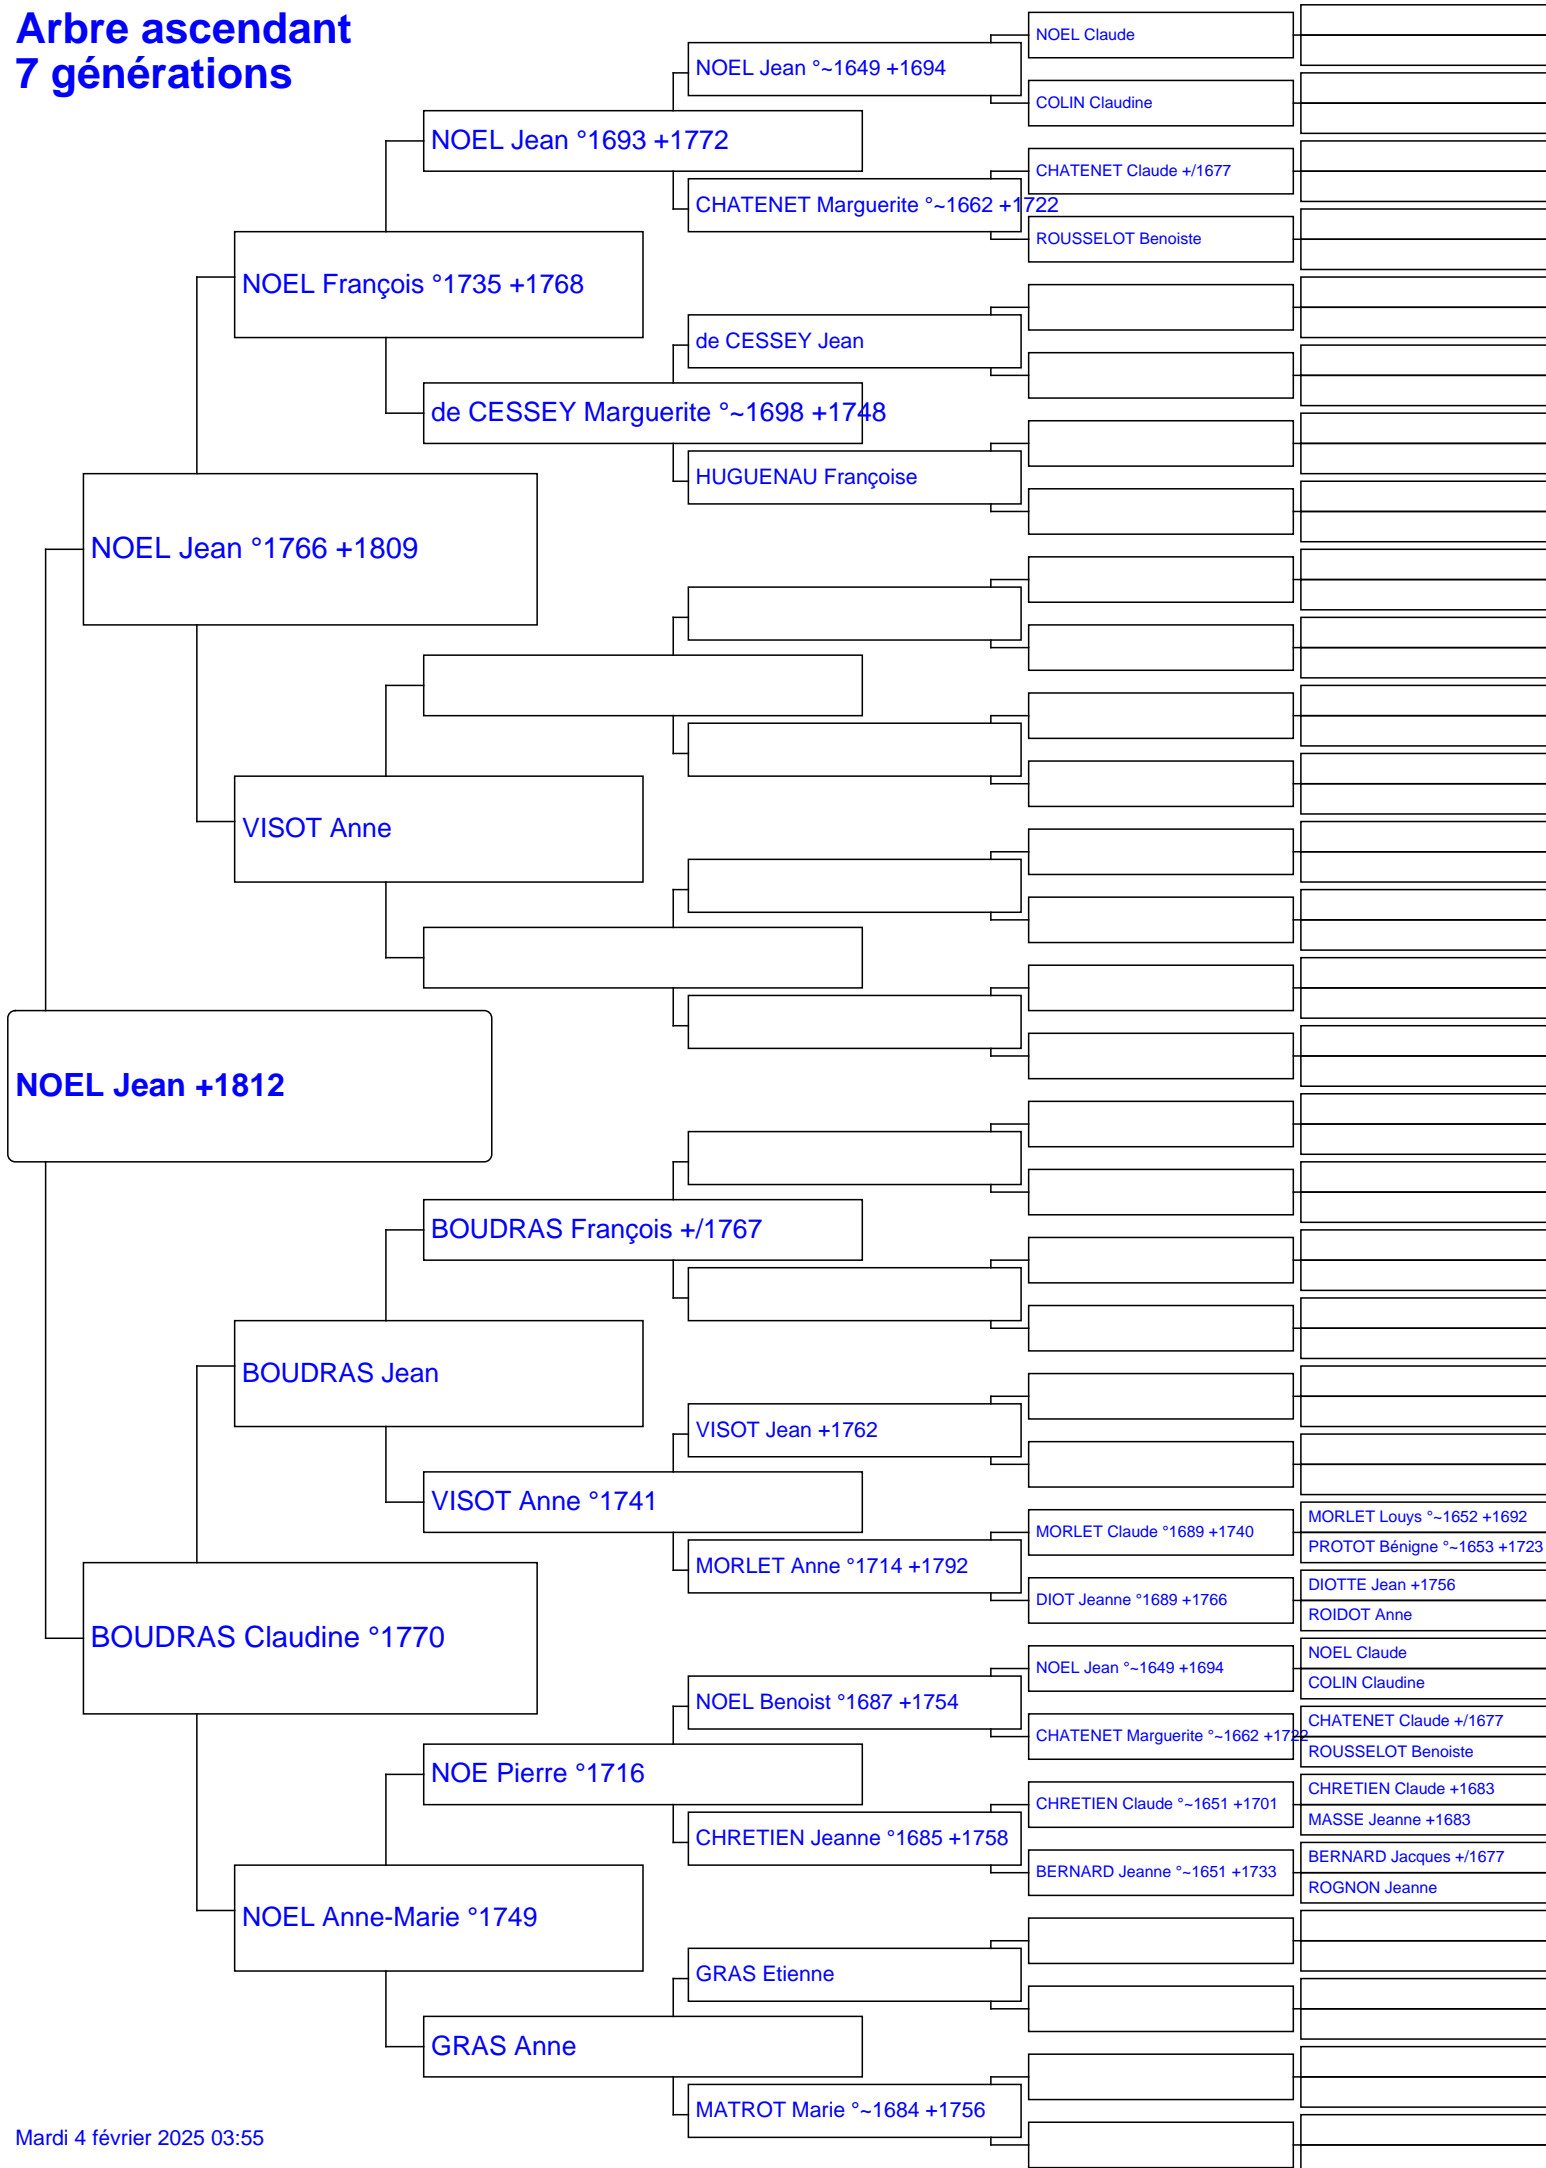 Arbre ascendant
7 générations
NOEL Claude
NOEL Jean °~1649 +1694
COLIN Claudine
NOEL Jean °1693 +1772
CHATENET Claude +/1677
CHATENET Marguerite °~1662 +1722
ROUSSELOT Benoiste
NOEL François °1735 +1768
de CESSEY Jean
de CESSEY Marguerite °~1698 +1748
HUGUENAU Françoise
NOEL Jean °1766 +1809
VISOT Anne
NOEL Jean +1812
BOUDRAS François +/1767
BOUDRAS Jean
VISOT Jean +1762
VISOT Anne °1741
MORLET Louys °~1652 +1692
MORLET Claude °1689 +1740
PROTOT Bénigne °~1653 +1723
MORLET Anne °1714 +1792
DIOTTE Jean +1756
DIOT Jeanne °1689 +1766
ROIDOT Anne
BOUDRAS Claudine °1770
NOEL Claude
NOEL Jean °~1649 +1694
COLIN Claudine
NOEL Benoist °1687 +1754
CHATENET Claude +/1677
CHATENET Marguerite °~1662 +1722
ROUSSELOT Benoiste
NOE Pierre °1716
CHRETIEN Claude +1683
CHRETIEN Claude °~1651 +1701
MASSE Jeanne +1683
CHRETIEN Jeanne °1685 +1758
BERNARD Jacques +/1677
BERNARD Jeanne °~1651 +1733
ROGNON Jeanne
NOEL Anne-Marie °1749
GRAS Etienne
GRAS Anne
MATROT Marie °~1684 +1756
Mardi 4 février 2025 03:55